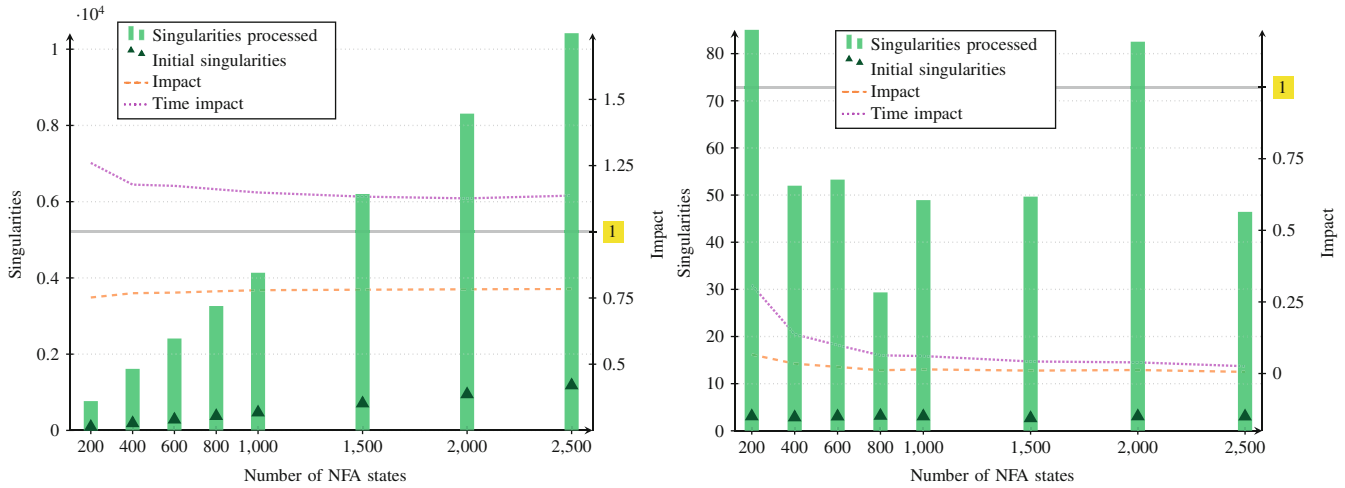 ·10⁴
Singularities processed
Initial singularities
Impact
Time impact
1
0.8
0.6
0.4
0.2
0
Singularities
1.5
1.25
1
0.75
0.5
Impact
200 400 600 800 1,000 1,500 2,000 2,500
Number of NFA states
Singularities processed
Initial singularities
Impact
Time impact
80
70
60
50
40
30
20
10
0
Singularities
1
0.75
0.5
0.25
0
Impact
200 400 600 800 1,000 1,500 2,000 2,500
Number of NFA states